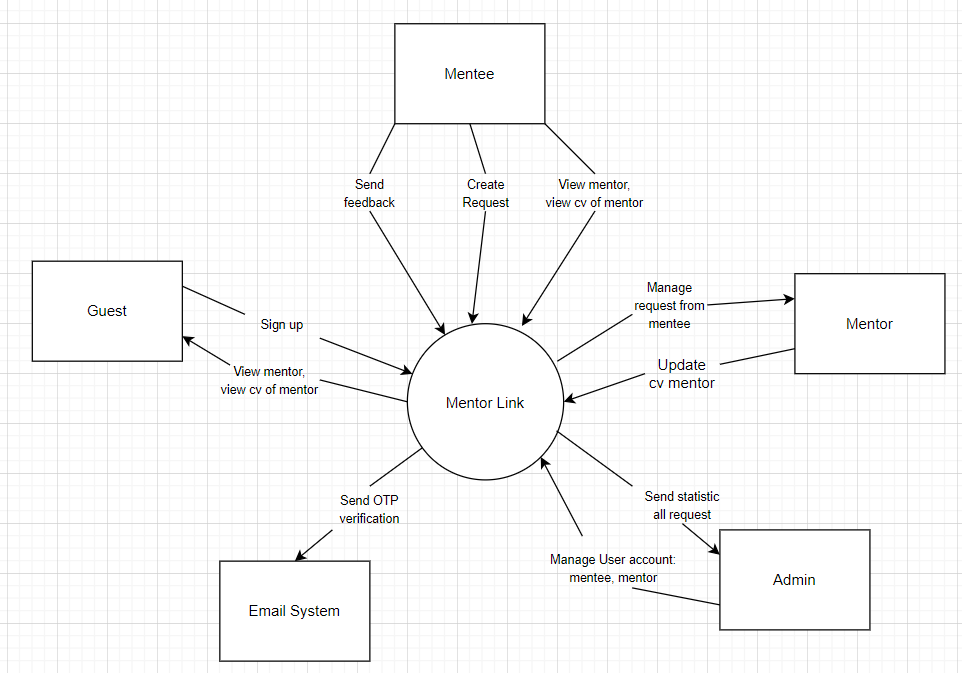 Mentee
Send
feedback
Create
Request
View mentor,
view cv of mentor
Guest
Sign up
View mentor,
view cv of mentor
Manage
request from
mentee
Mentor
Update
cv mentor
Mentor Link
Send OTP
verification
Send statistic
all request
Manage User account:
mentee, mentor
Admin
Email System